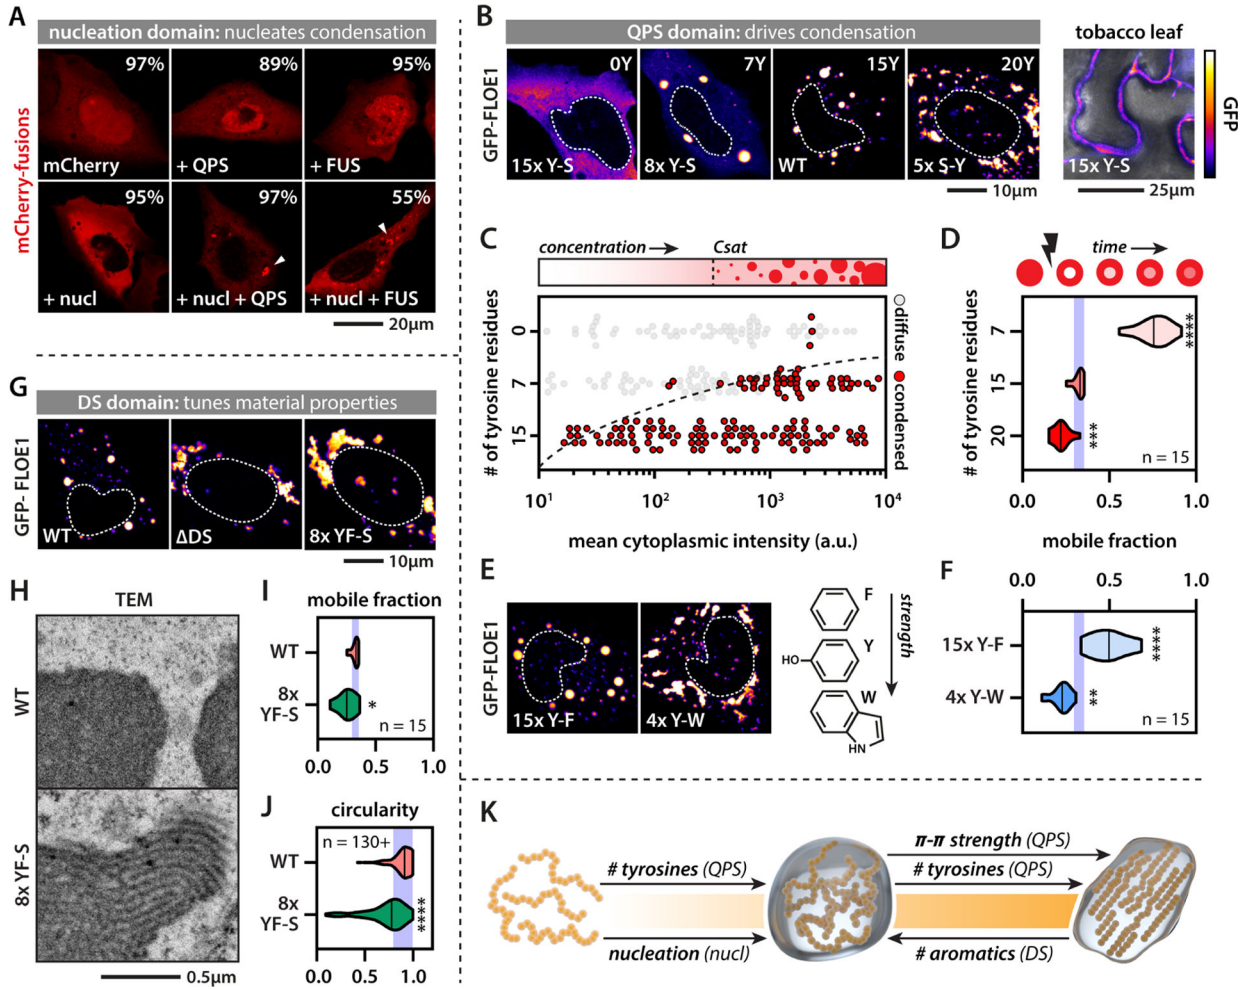 A
nucleation domain: nucleates condensation
mCherry-fusions
97%
89%
95%
mCherry
+ QPS
+ FUS
95%
97%
55%
+ nucl
+ nucl + QPS
+ nucl + FUS
20μm
B
QPS domain: drives condensation
tobacco leaf
GFP-FLOE1
0Y
7Y
15Y
20Y
15x Y-S
8x Y-S
WT
5x S-Y
15x Y-S
GFP
10μm
25μm
C
concentration
Csat
# of tyrosine residues
0
7
15
diffuse
condensed
10¹
10²
10³
10⁴
mean cytoplasmic intensity (a.u.)
D
time
# of tyrosine residues
7
15
20
****
***
n = 15
0.0
0.5
1.0
mobile fraction
E
GFP-FLOE1
15x Y-F
4x Y-W
F
Y
HO
W
HN
strength
F
0.0
0.5
1.0
15x Y-F
4x Y-W
****
**
n = 15
G
DS domain: tunes material properties
GFP- FLOE1
WT
ΔDS
8x YF-S
10μm
H
TEM
WT
8x YF-S
0.5μm
I
mobile fraction
WT
8x
YF-S
*
n = 15
0.0
0.5
1.0
J
circularity
n = 130+
WT
8x
YF-S
****
0.0
0.5
1.0
K
# tyrosines (QPS)
nucleation (nucl)
π-π strength (QPS)
# tyrosines (QPS)
# aromatics (DS)